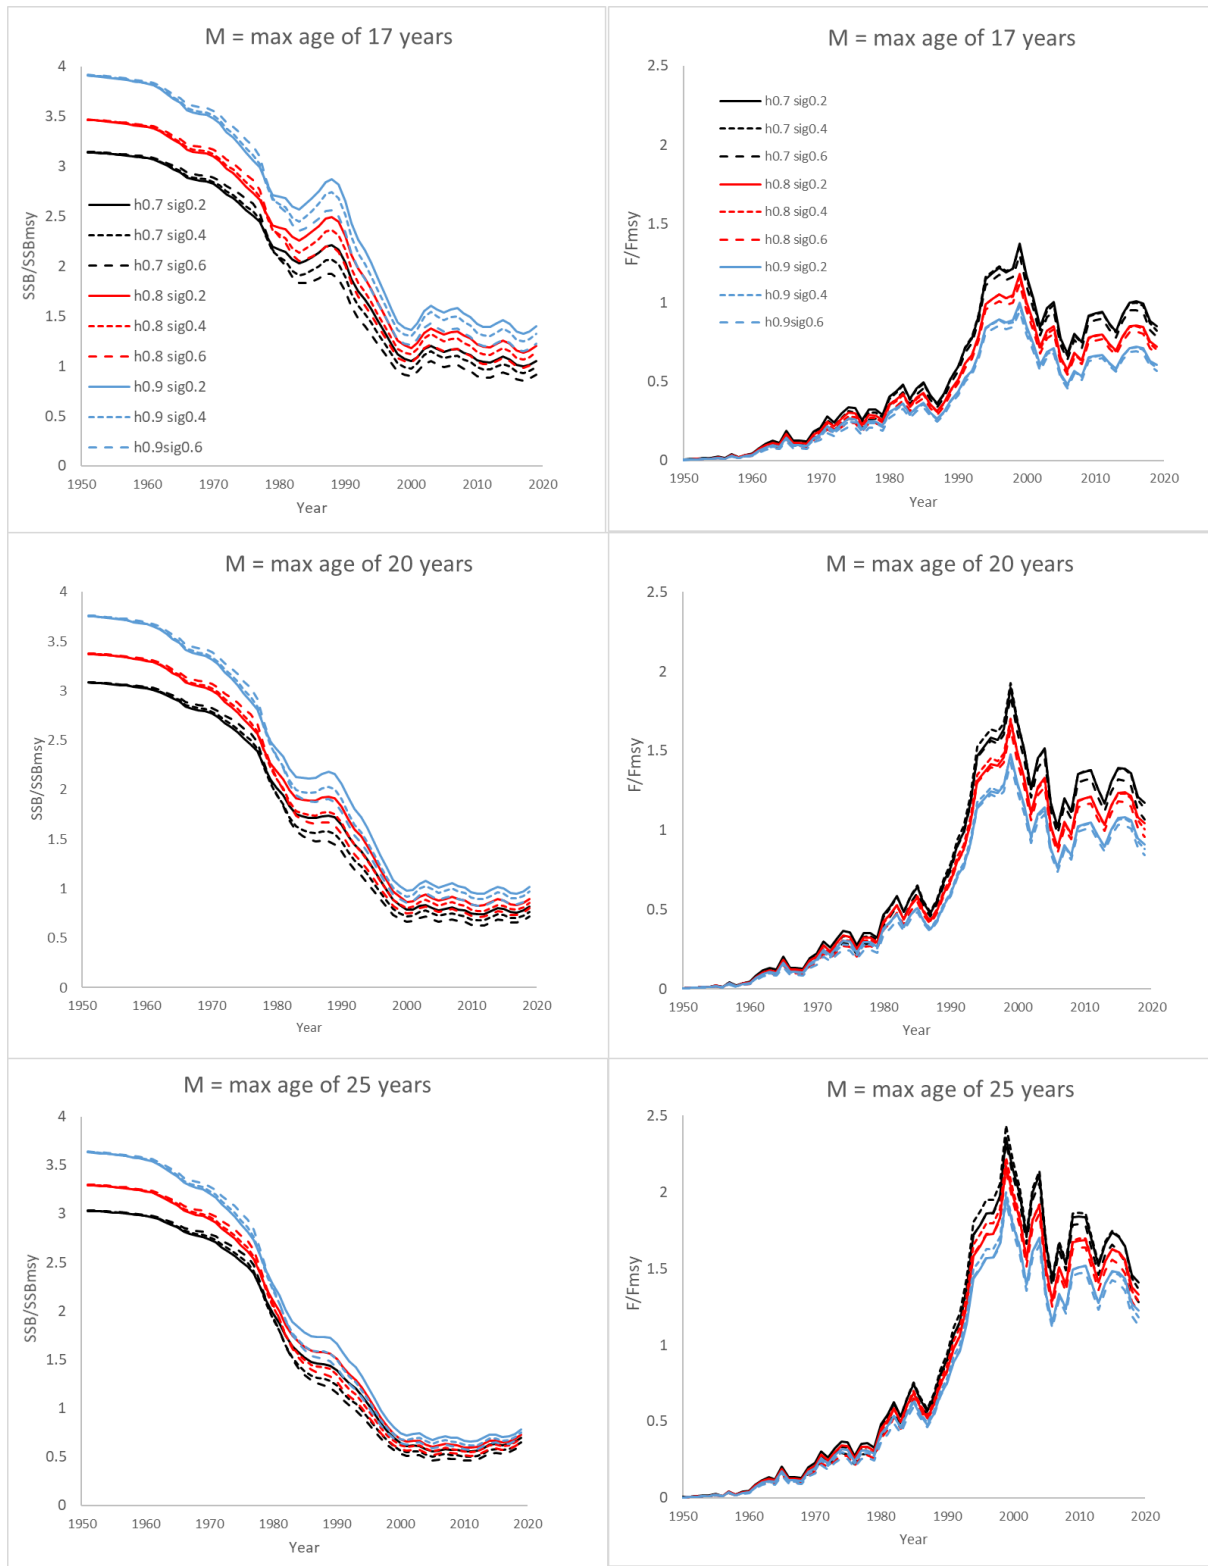 M = max age of 17 years
4
3.5
3
2.5
2
1.5
1
0.5
0
SSB/SSBmsy
h0.7 sig0.2
h0.7 sig0.4
h0.7 sig0.6
h0.8 sig0.2
h0.8 sig0.4
h0.8 sig0.6
h0.9 sig0.2
h0.9 sig0.4
h0.9sig0.6
1950 1960 1970 1980 1990 2000 2010 2020
Year
M = max age of 17 years
2.5
2
1.5
1
0.5
0
F/Fmsy
h0.7 sig0.2
h0.7 sig0.4
h0.7 sig0.6
h0.8 sig0.2
h0.8 sig0.4
h0.8 sig0.6
h0.9 sig0.2
h0.9 sig0.4
h0.9sig0.6
1950 1960 1970 1980 1990 2000 2010 2020
Year
M = max age of 20 years
4
3.5
3
2.5
2
1.5
1
0.5
0
SSB/SSBmsy
1950 1960 1970 1980 1990 2000 2010 2020
Year
M = max age of 20 years
2.5
2
1.5
1
0.5
0
F/Fmsy
1950 1960 1970 1980 1990 2000 2010 2020
Year
M = max age of 25 years
4
3.5
3
2.5
2
1.5
1
0.5
0
SSB/SSBmsy
1950 1960 1970 1980 1990 2000 2010 2020
Year
M = max age of 25 years
2.5
2
1.5
1
0.5
0
F/Fmsy
1950 1960 1970 1980 1990 2000 2010 2020
Year